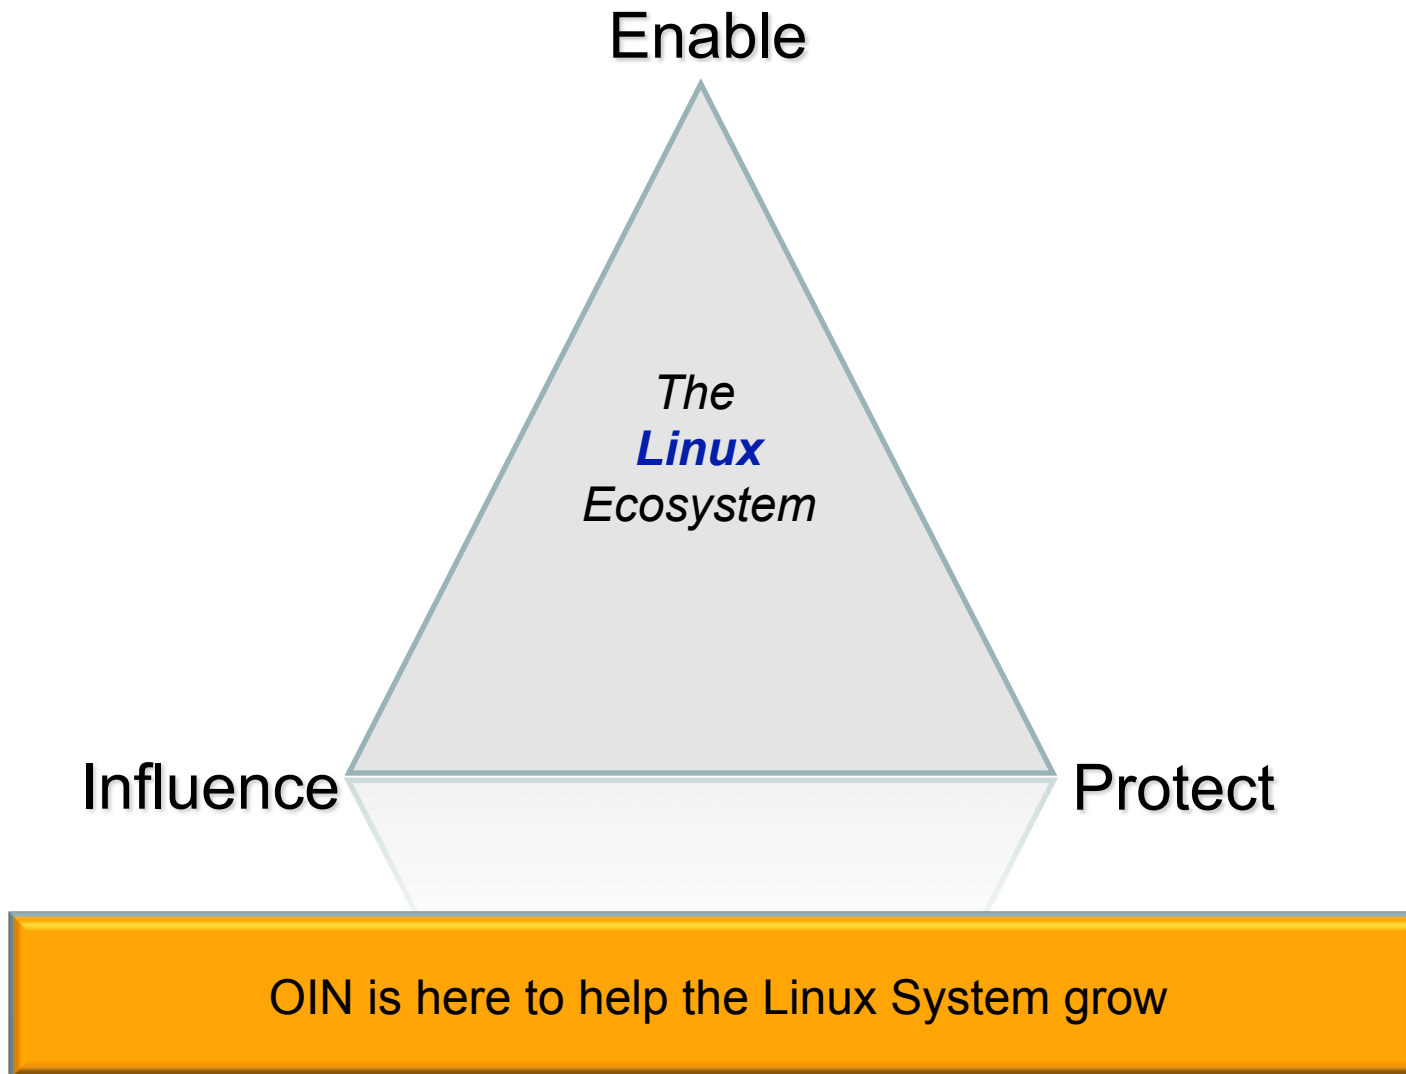 Enable
The
Linux
Ecosystem
Influence
Protect
OIN is here to help the Linux System grow